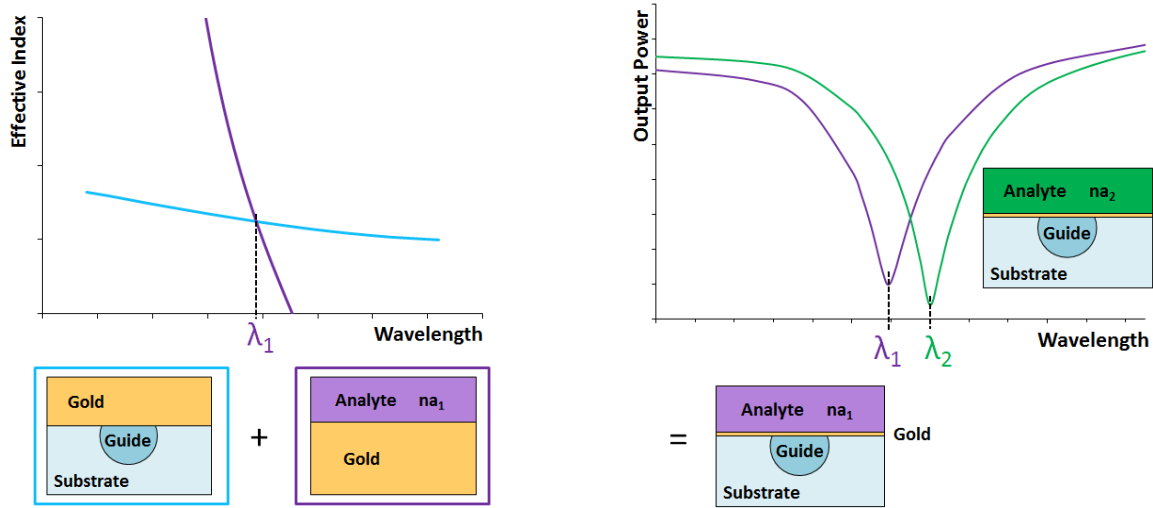 Effective Index
Wavelength
λ₁
Gold
Guide
Substrate
+
Analyte na₁
Gold
Output Power
Analyte na₂
Guide
Substrate
λ₁ λ₂
Wavelength
=
Analyte na₁
Gold
Guide
Substrate